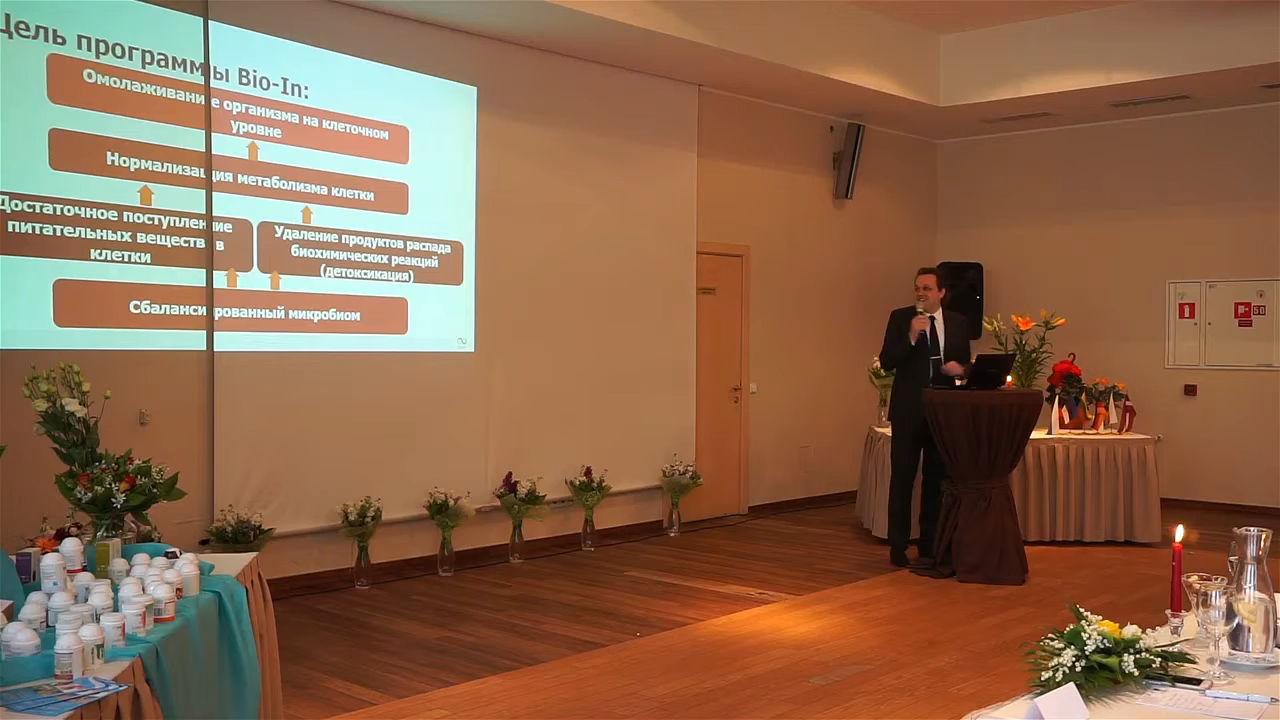 Цель программы Bio-In:
Омолаживание организма на клеточном
уровне
Нормализация метаболизма клетки
Достаточное поступление
питательных веществ в
клетки
Удаление продуктов распада
биохимических реакций
(детоксикация)
Сбалансированный микробиом